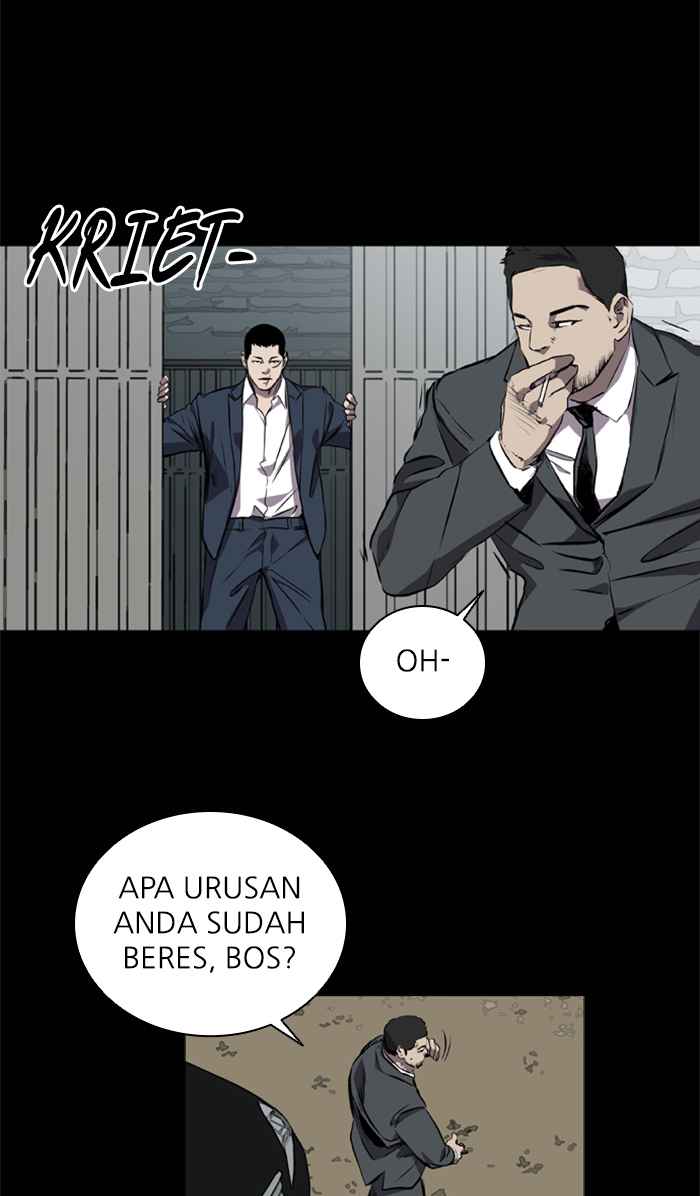 KRIET-
OH-
APA URUSAN
ANDA SUDAH
BERES, BOS?